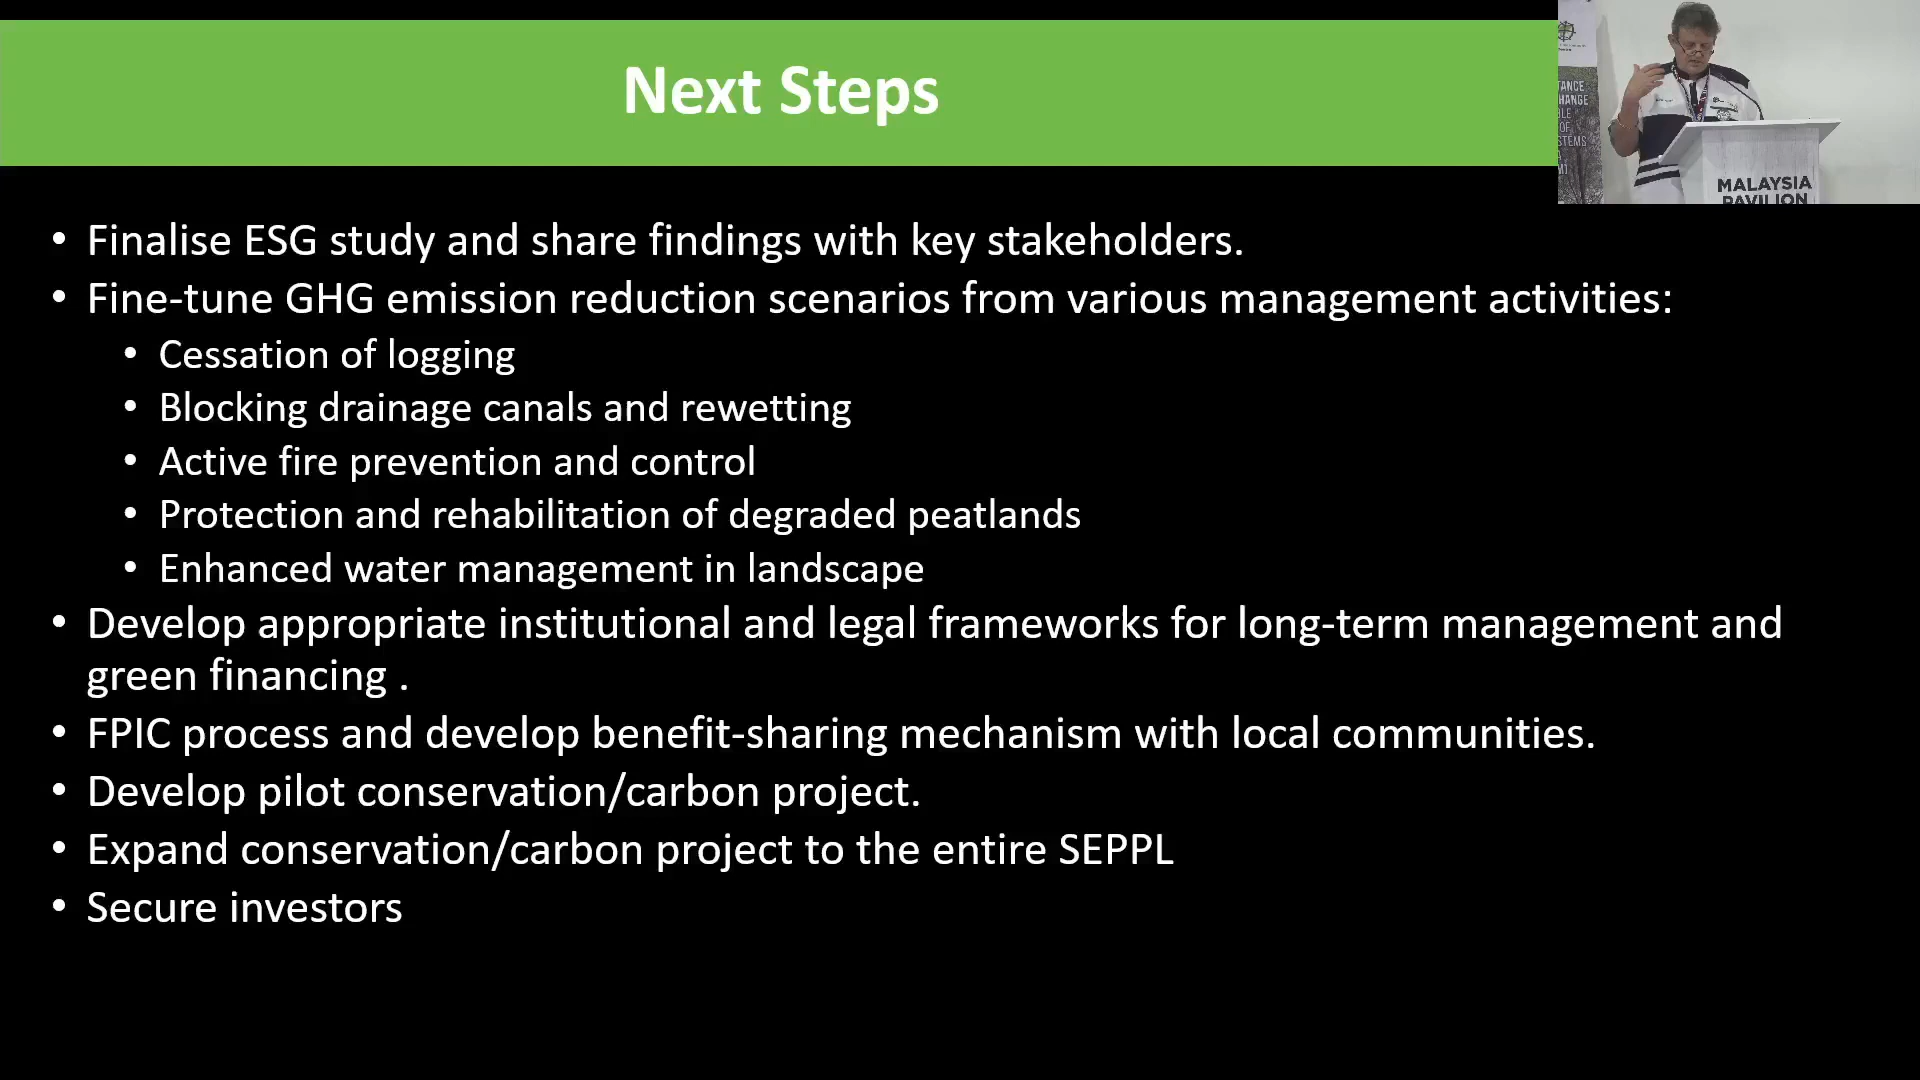 Next Steps
• Finalise ESG study and share findings with key stakeholders.
• Fine-tune GHG emission reduction scenarios from various management activities:
• Cessation of logging
• Blocking drainage canals and rewetting
• Active fire prevention and control
• Protection and rehabilitation of degraded peatlands
• Enhanced water management in landscape
• Develop appropriate institutional and legal frameworks for long-term management and
green financing .
• FPIC process and develop benefit-sharing mechanism with local communities.
• Develop pilot conservation/carbon project.
• Expand conservation/carbon project to the entire SEPPL
• Secure investors
MALAYSIA
PAVILION